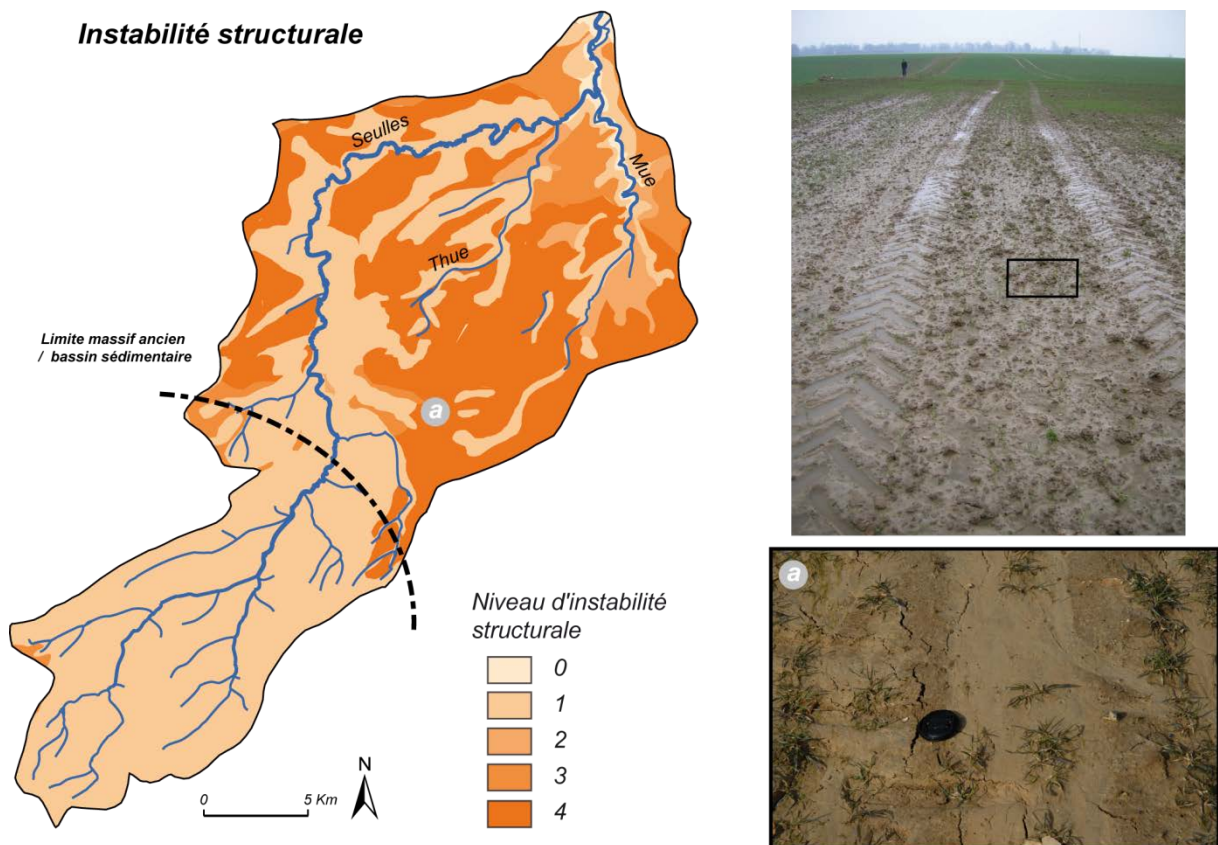 Instabilité structurale
Seulles
Mue
Thue
Limite massif ancien
/ bassin sédimentaire
a
Niveau d'instabilité
structurale
0
1
2
3
4
N
0 5 Km
a